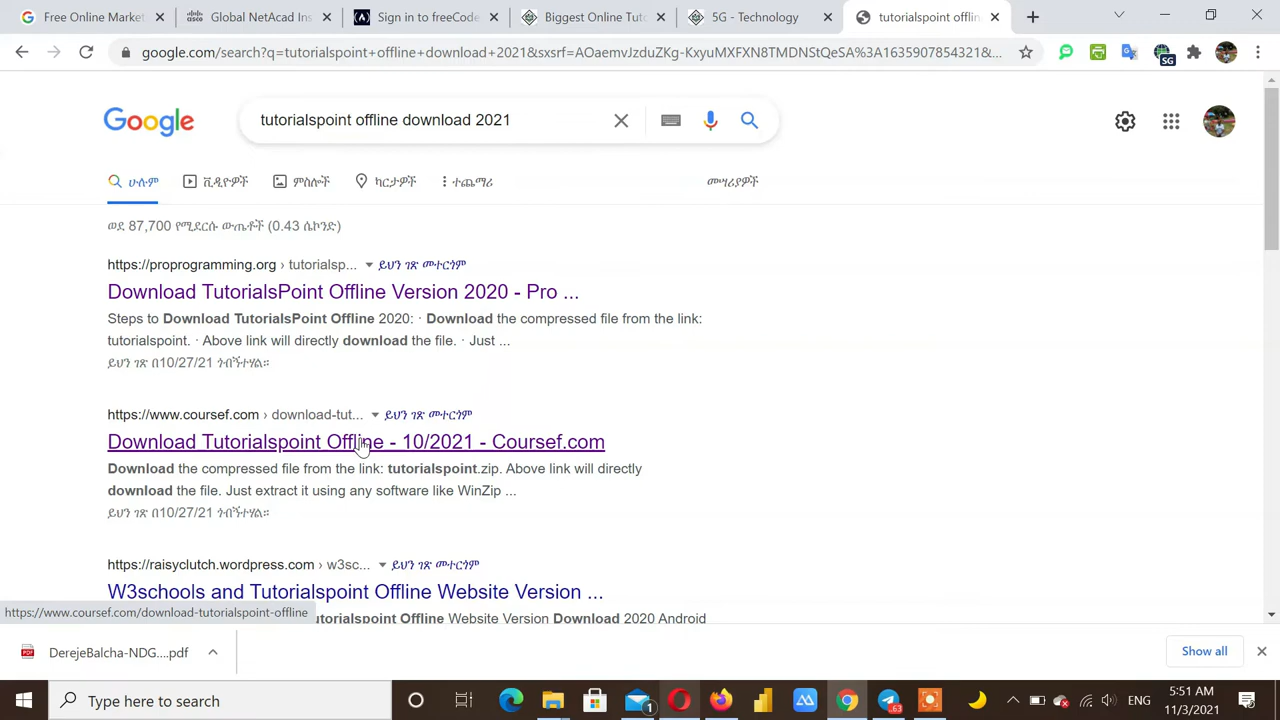 Free Online Market
Global NetAcad Ins
Sign in to freeCode
Biggest Online Tuto
5G - Technology
tutorialspoint offlin
google.com/search?q=tutorialspoint+offline+download+2021&sxsrf=AOaemvJzduZKg-KxyuMXFXN8TMDNStQeSA%3A1635907854321&...
SG
Google
tutorialspoint offline download 2021
ሁሉም
ቪዲዮዎች
ምስሎች
ካርታዎች
ተጨማሪ
መሣሪያዎች
ወደ 87,700 የሚደርሱ ውጤቶች (0.43 ሴኮንድ)
https://proprogramming.org › tutorialsp... ይህን ገጽ መተርጎም
Download TutorialsPoint Offline Version 2020 - Pro ...
Steps to Download TutorialsPoint Offline 2020: · Download the compressed file from the link:
tutorialspoint. · Above link will directly download the file. · Just ...
ይህን ገጽ በ10/27/21 ጎብኝተሃል።
https://www.coursef.com › download-tut... ይህን ገጽ መተርጎም
Download Tutorialspoint Offline - 10/2021 - Coursef.com
Download the compressed file from the link: tutorialspoint.zip. Above link will directly
download the file. Just extract it using any software like WinZip ...
ይህን ገጽ በ10/27/21 ጎብኝተሃል።
https://raisyclutch.wordpress.com › w3sc... ይህን ገጽ መተርጎም
W3schools and Tutorialspoint Offline Website Version ...
utorialspoint Offline Website Version Download 2020 Android
https://www.coursef.com/download-tutorialspoint-offline
DerejeBalcha-NDG....pdf
Show all
Type here to search
1
63
ENG
5:51 AM
11/3/2021